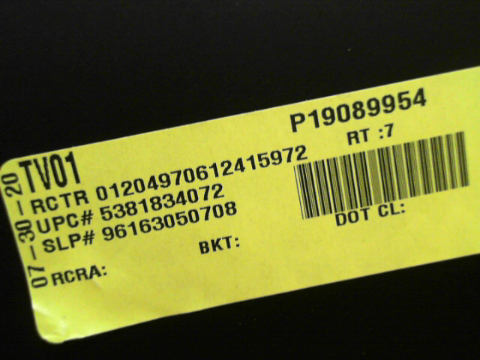 P19089954
RT :7
07-30-20
TV01
RCTR 01204970612415972
UPC# 5381834072
SLP# 96163050708
DOT CL:
BKT:
RCRA: